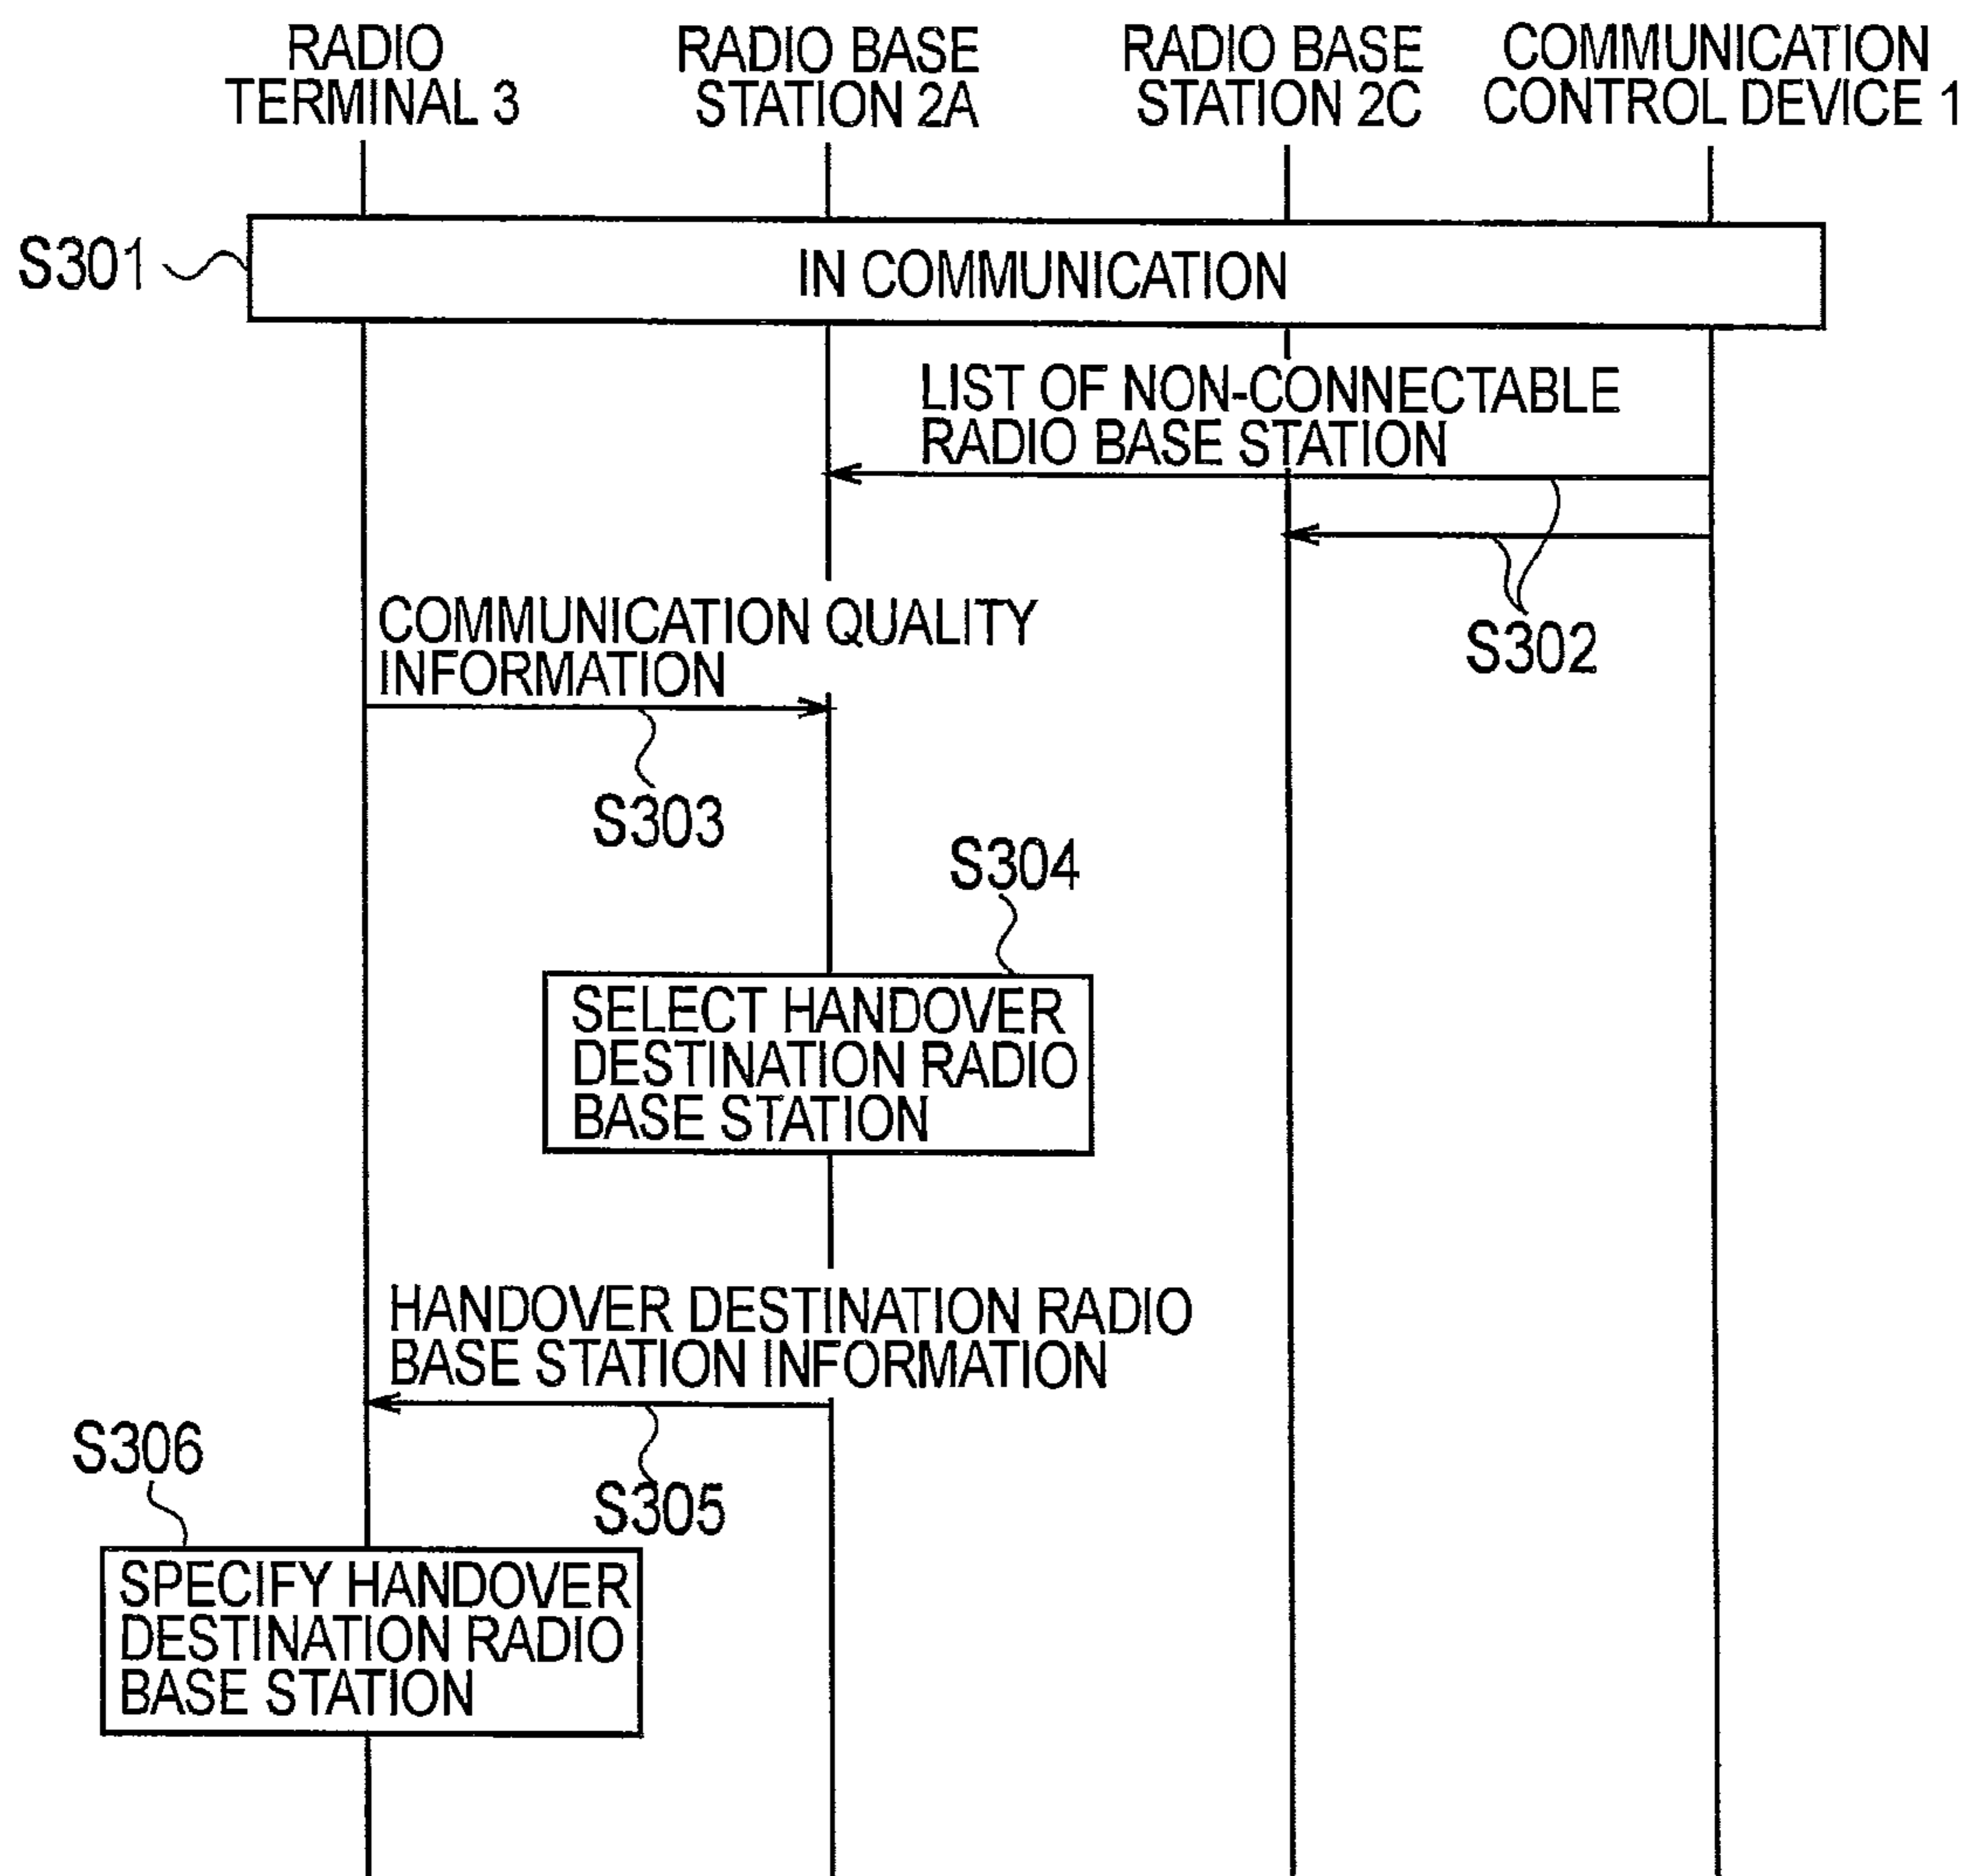 RADIO
TERMINAL 3
RADIO BASE
STATION 2A
RADIO BASE
STATION 2C
COMMUNICATION
CONTROL DEVICE 1
S301
IN COMMUNICATION
LIST OF NON-CONNECTABLE
RADIO BASE STATION
S302
COMMUNICATION QUALITY
INFORMATION
S303
S304
SELECT HANDOVER
DESTINATION RADIO
BASE STATION
HANDOVER DESTINATION RADIO
BASE STATION INFORMATION
S305
S306
SPECIFY HANDOVER
DESTINATION RADIO
BASE STATION